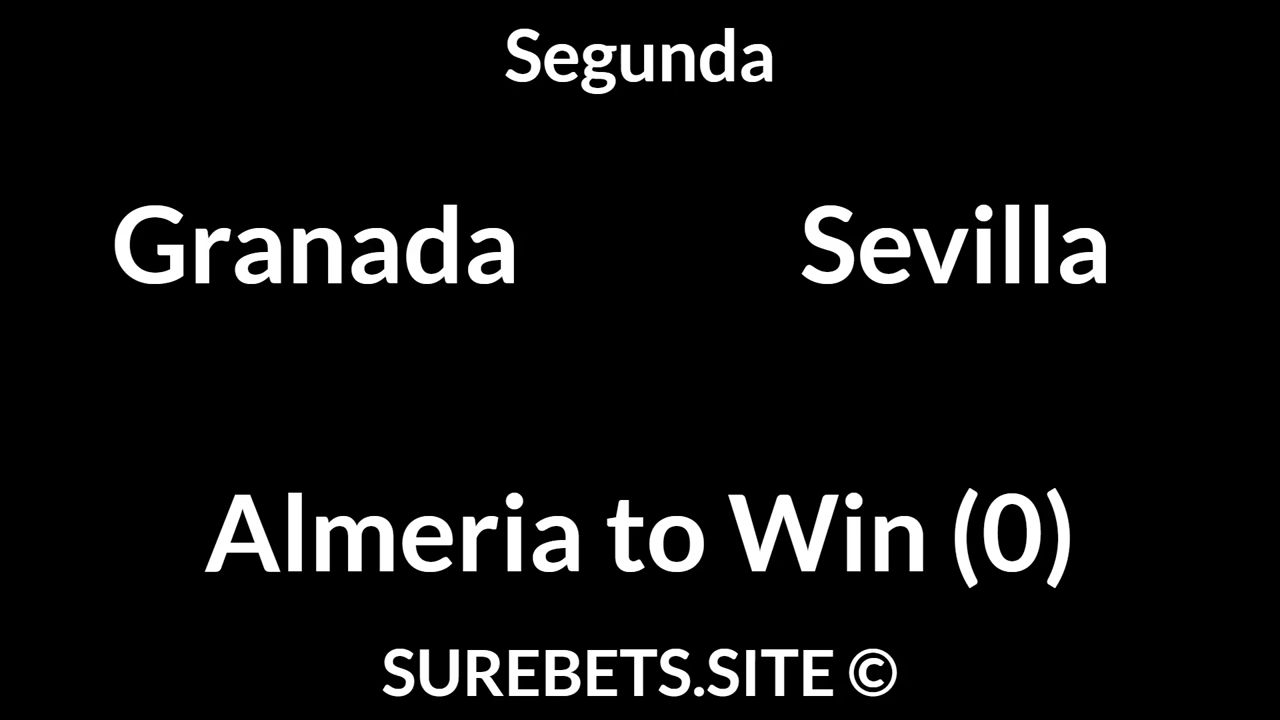 Segunda
Granada Sevilla
Almeria to Win (0)
SUREBETS.SITE ©